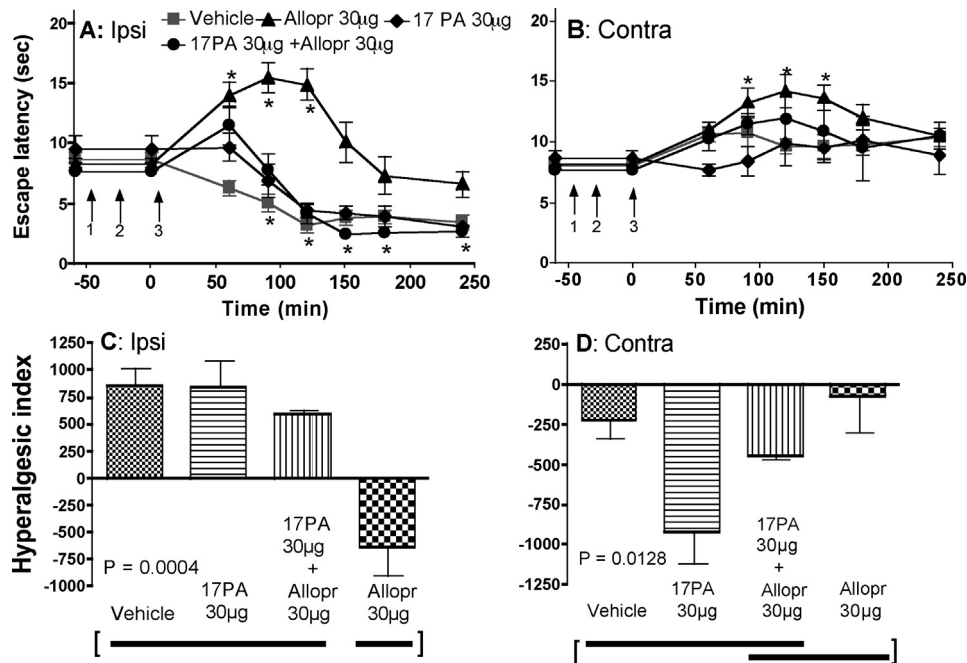 Vehicle Allopr 30µg 17 PA 30µg
17PA 30µg +Allopr 30µg
A: Ipsi
Escape latency (sec)
20
15
10
5
0
* * * * * * * *
1 2 3
-50 0 50 100 150 200 250
Time (min)
B: Contra
20
15
10
5
0
* * *
1 2 3
-50 0 50 100 150 200 250
Time (min)
C: Ipsi
Hyperalgesic index
1250
1000
750
500
250
0
-250
-500
-750
-1000
P = 0.0004
Vehicle
17PA
30µg
17PA
30µg
+
Allopr
30µg
Allopr
30µg
[ ]
D: Contra
250
0
-250
-500
-750
-1000
-1250
P = 0.0128
Vehicle
17PA
30µg
17PA
30µg
+
Allopr
30µg
Allopr
30µg
[ ]